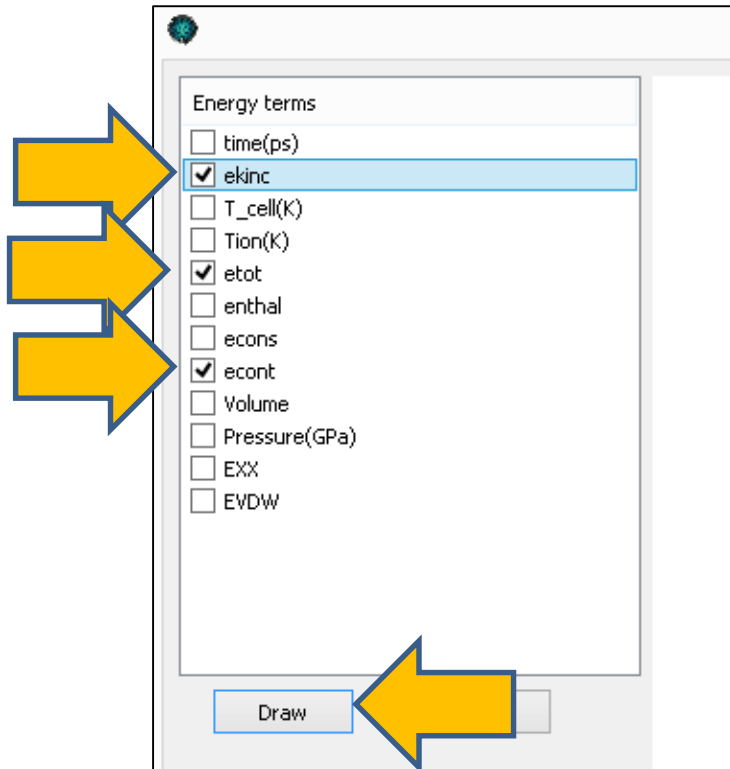 Energy terms
time(ps)
ekinc
T_cell(K)
Tion(K)
etot
enthal
econs
econt
Volume
Pressure(GPa)
EXX
EVDW
Draw